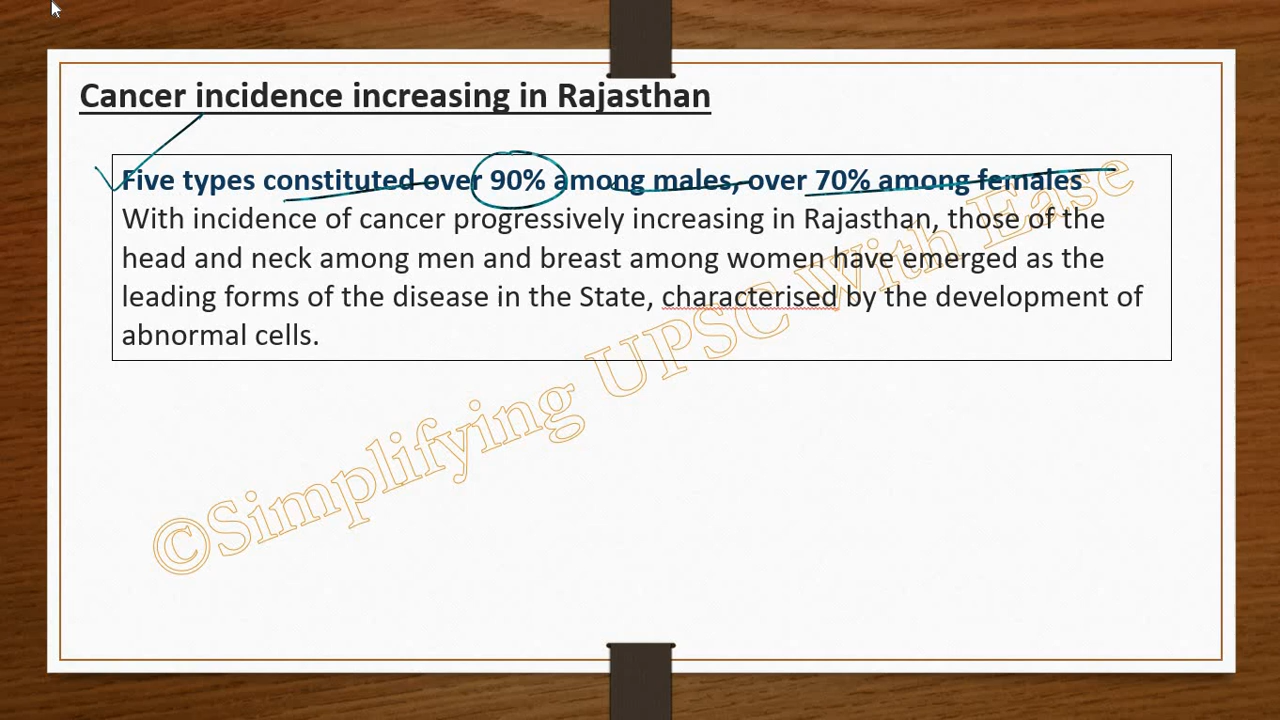 Cancer incidence increasing in Rajasthan
Five types constituted over 90% among males, over 70% among females
With incidence of cancer progressively increasing in Rajasthan, those of the
head and neck among men and breast among women have emerged as the
leading forms of the disease in the State, characterised by the development of
abnormal cells.
©Simplifying UPSC With Ease